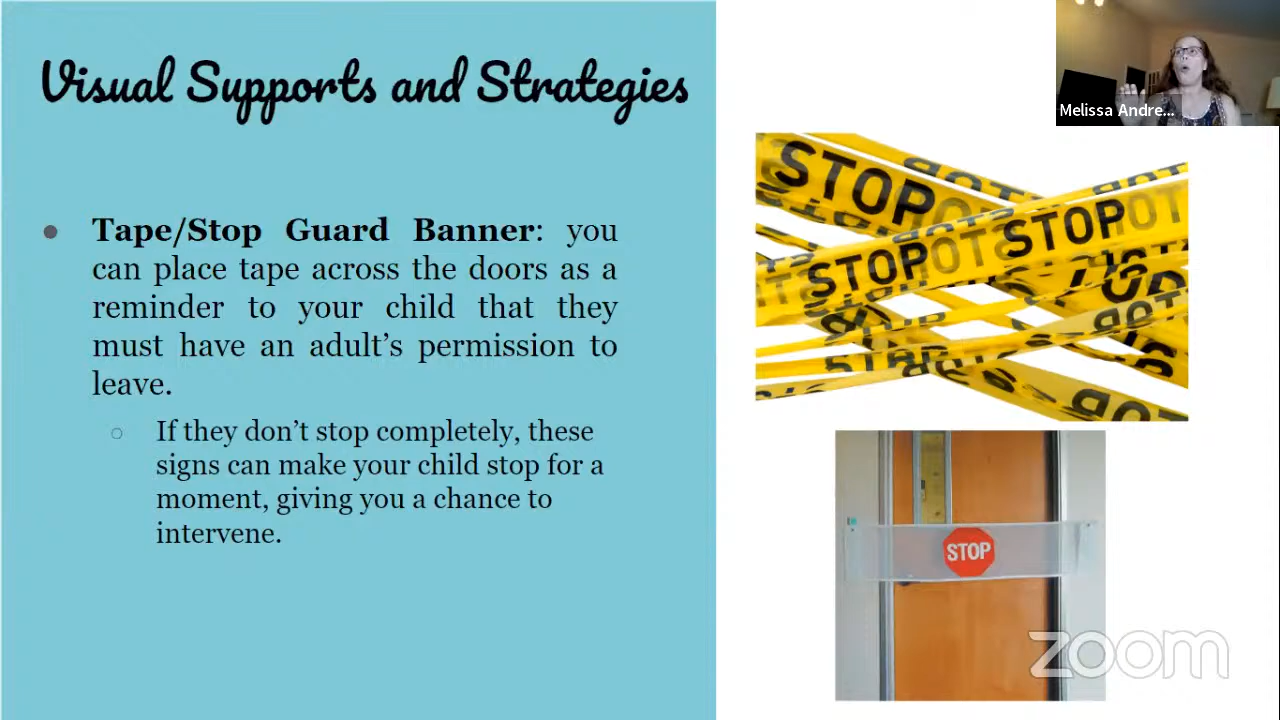 Visual Supports and Strategies
Tape/Stop Guard Banner: you
can place tape across the doors as a
reminder to your child that they
must have an adult’s permission to
leave.
If they don’t stop completely, these
signs can make your child stop for a
moment, giving you a chance to
intervene.
Melissa Andre...
STOP
STOP
STOP
STOP
zoom